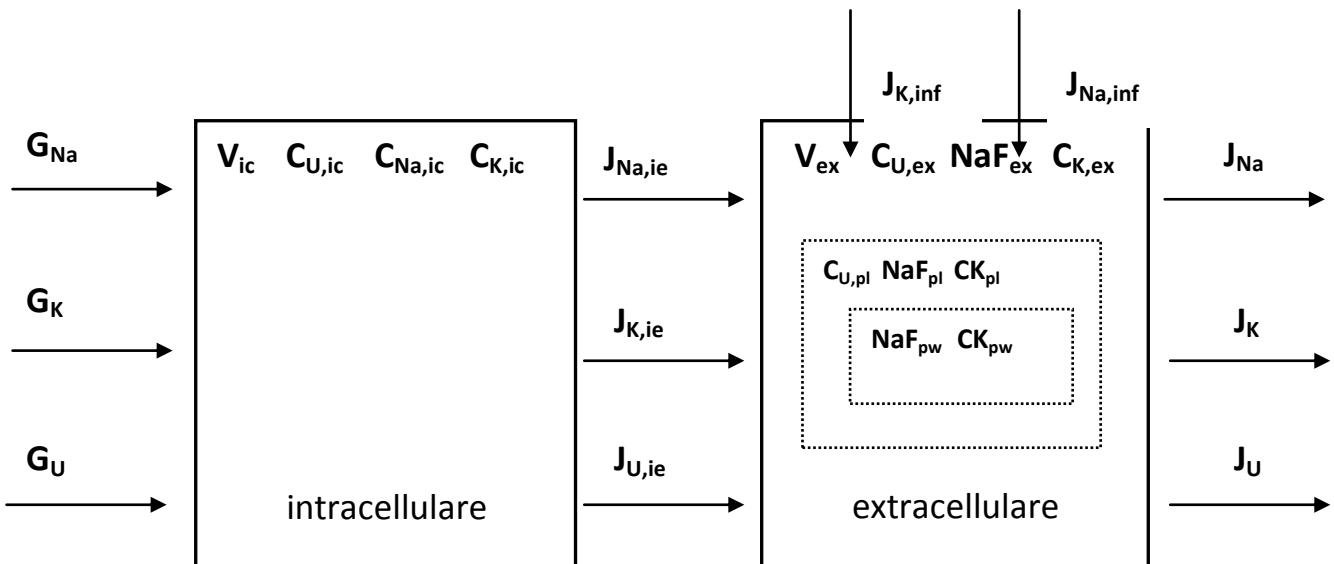 J_K,inf J_Na,inf
G_Na V_ic C_U,ic C_Na,ic C_K,ic J_Na,ie V_ex C_U,ex NaF_ex C_K,ex J_Na
C_U,pl NaF_pl CK_pl
G_K J_K,ie NaF_pw CK_pw J_K
G_U J_U,ie J_U
intracellulare extracellulare